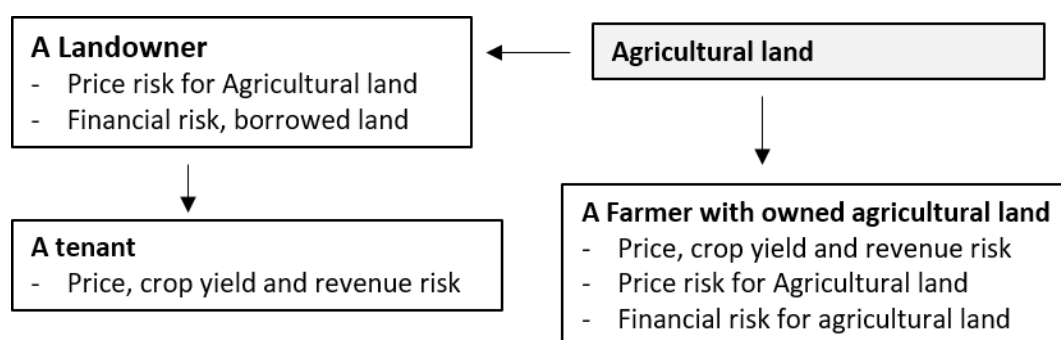 A Landowner
- Price risk for Agricultural land
- Financial risk, borrowed land
Agricultural land
A tenant
- Price, crop yield and revenue risk
A Farmer with owned agricultural land
- Price, crop yield and revenue risk
- Price risk for Agricultural land
- Financial risk for agricultural land